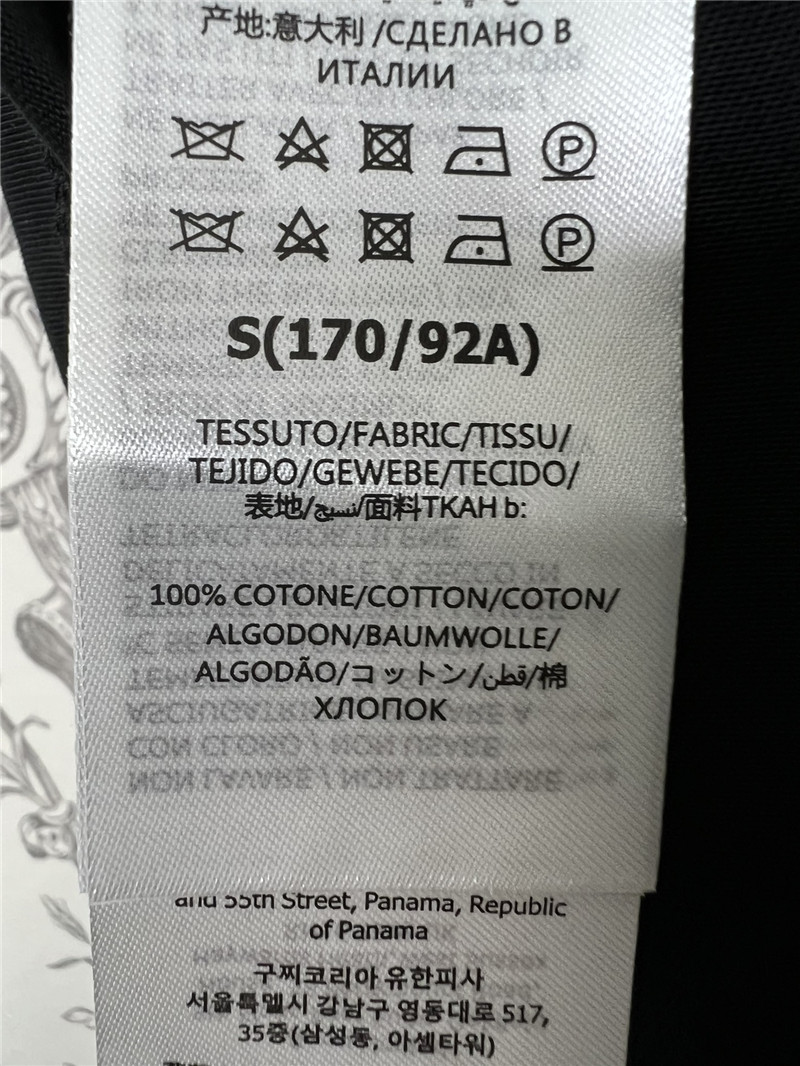 产地:意大利 /СДЕЛАНО В
ИТАЛИИ
P
P
S(170/92A)
TESSUTO/FABRIC/TISSU/
TEJIDO/GEWEBE/TECIDO/
表地/نسيج/面料TKAH b:
100% COTONE/COTTON/COTON/
ALGODON/BAUMWOLLE/
ALGODÃO/コットン/قطن/棉
ХЛОПОК
and 55th Street, Panama, Republic
of Panama
구찌코리아 유한피사
서울특멜시 강남구 영동대로 517,
35중(삼성동, 아셈타워)